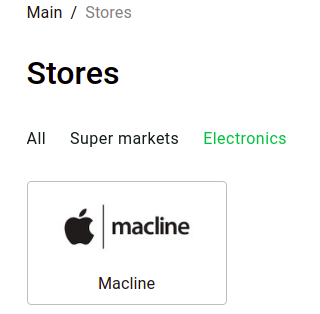 Main / Stores
Stores
All Super markets Electronics
macline
Macline